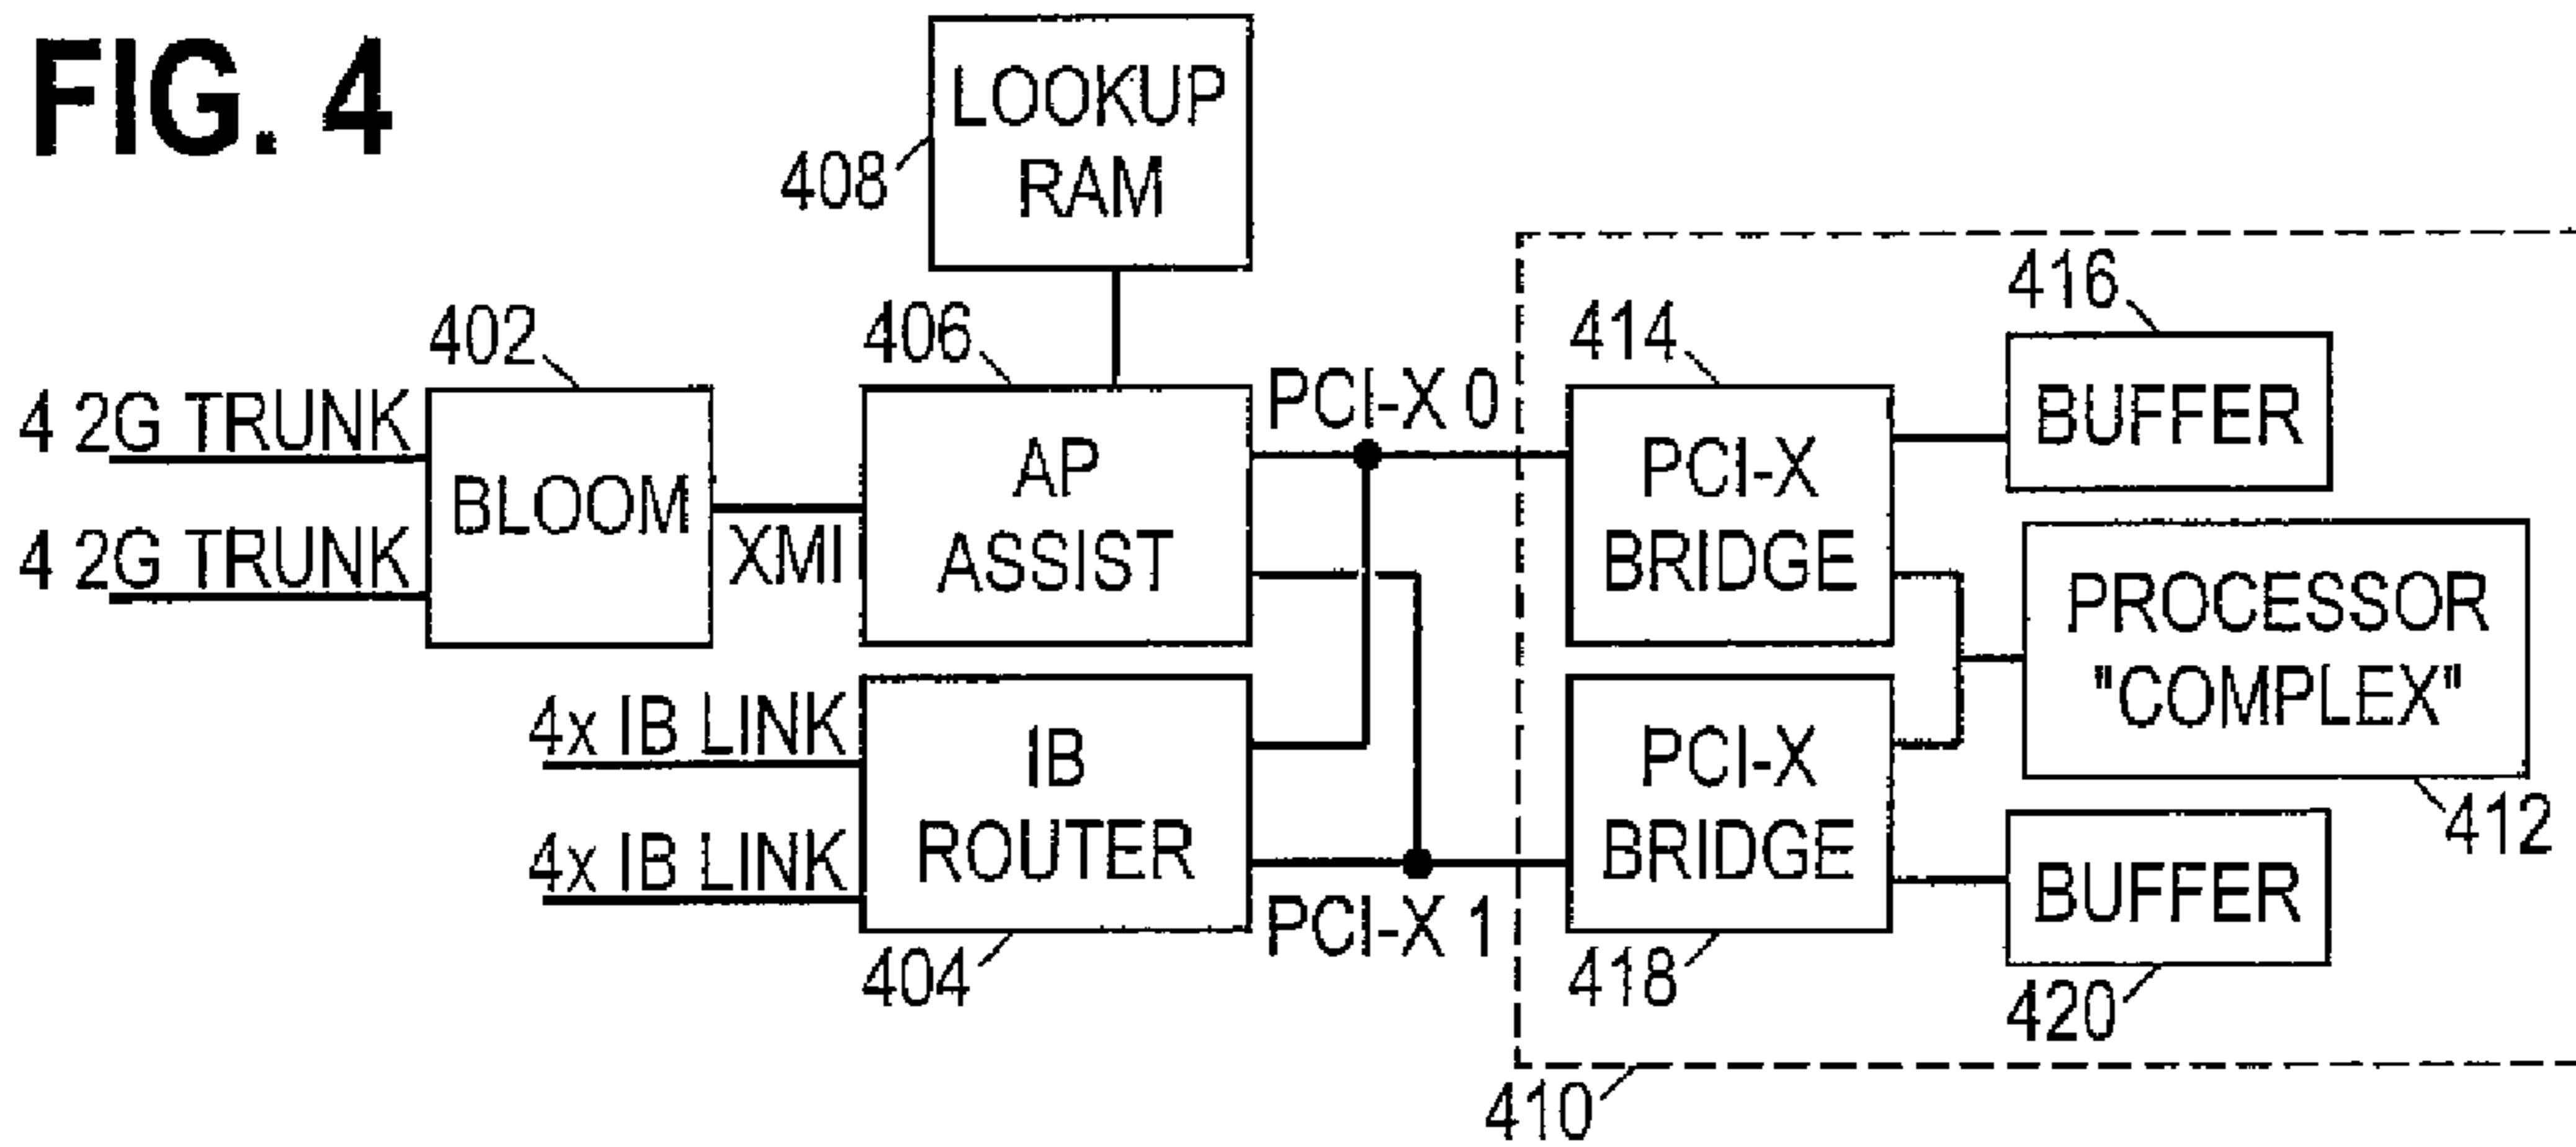 FIG. 4
LOOKUP
RAM
408
402
406
4 2G TRUNK
4 2G TRUNK
BLOOM
XMI
AP
ASSIST
PCI-X 0
414
416
PCI-X
BRIDGE
BUFFER
PROCESSOR
"COMPLEX"
412
4x IB LINK
4x IB LINK
IB
ROUTER
404
PCI-X 1
PCI-X
BRIDGE
418
BUFFER
420
410